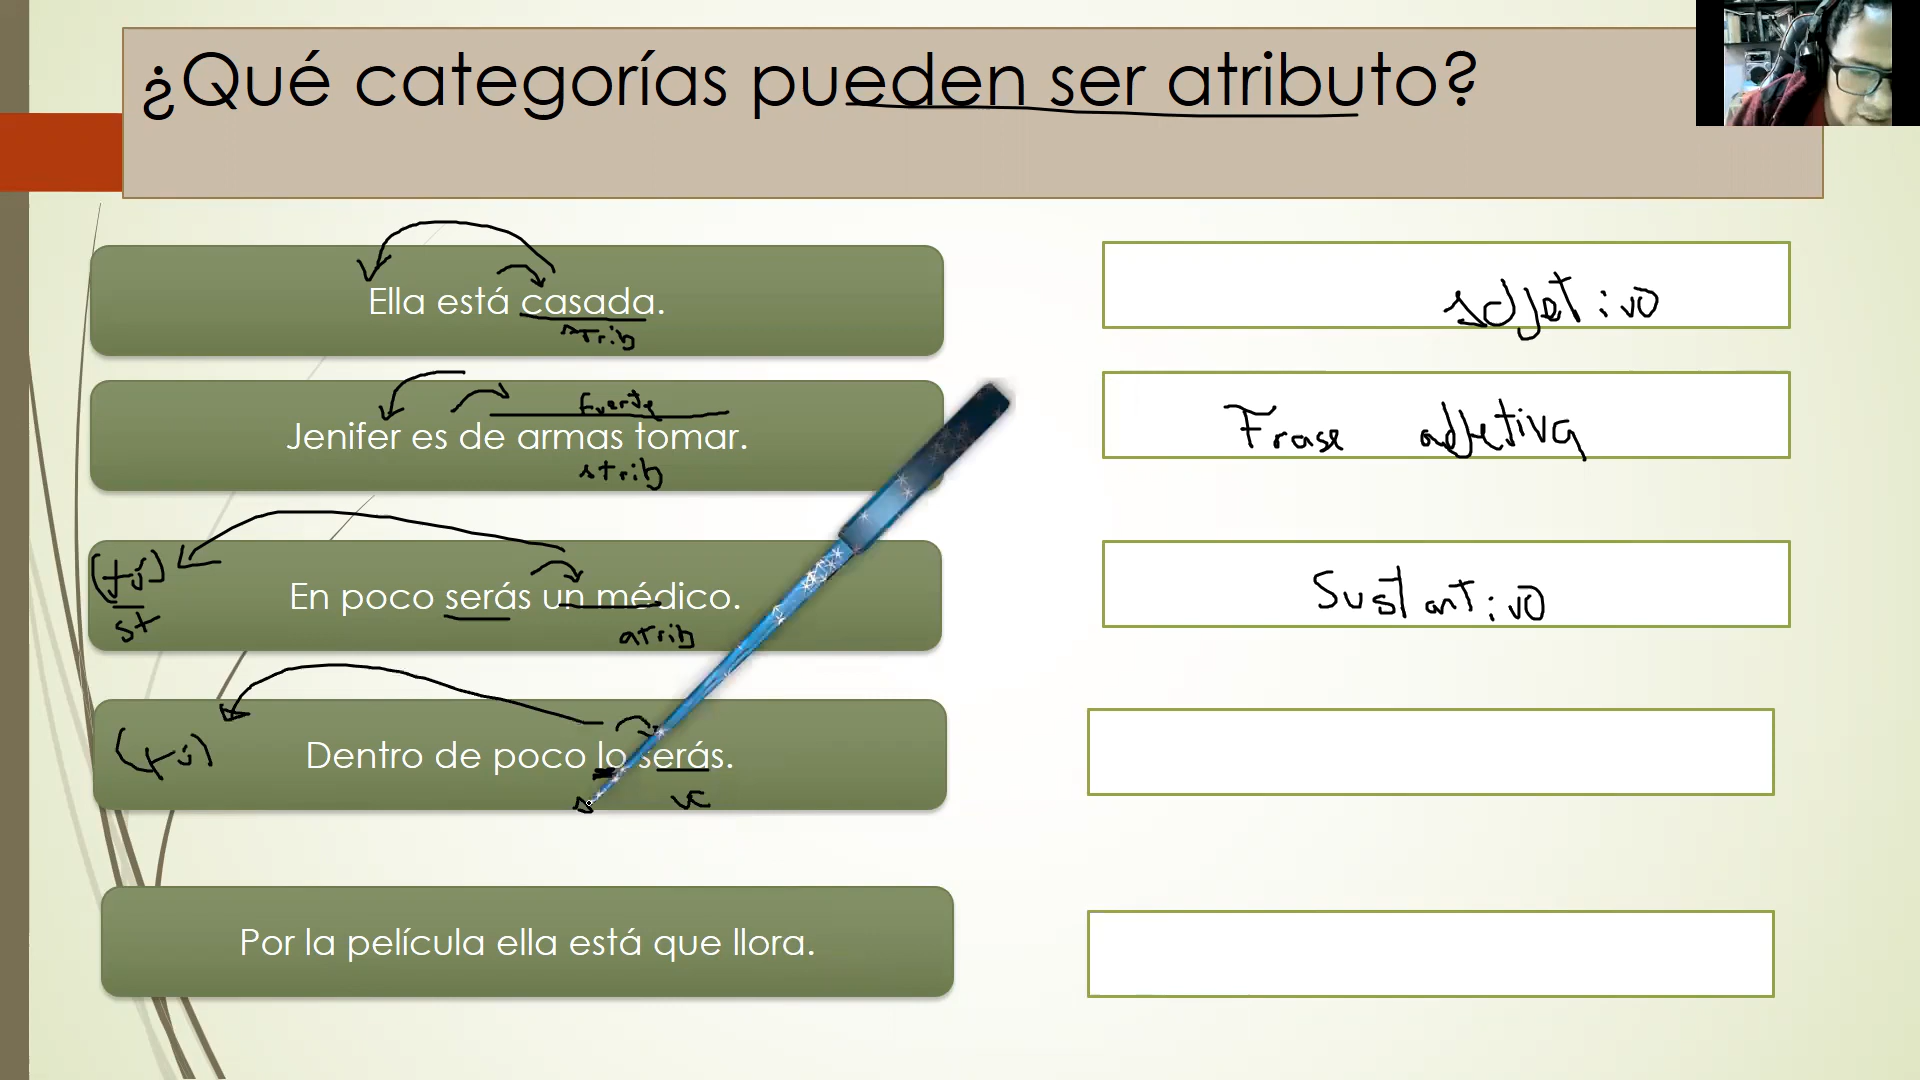 ¿Qué categorías pueden ser atributo?
Ella está casada.
atrib
adjetivo
fuerte
Jenifer es de armas tomar.
atrib
Frase adjetiva
(tú)
st
En poco serás un médico.
atrib
Sustantivo
(tú)
Dentro de poco lo serás.
vc
Por la película ella está que llora.